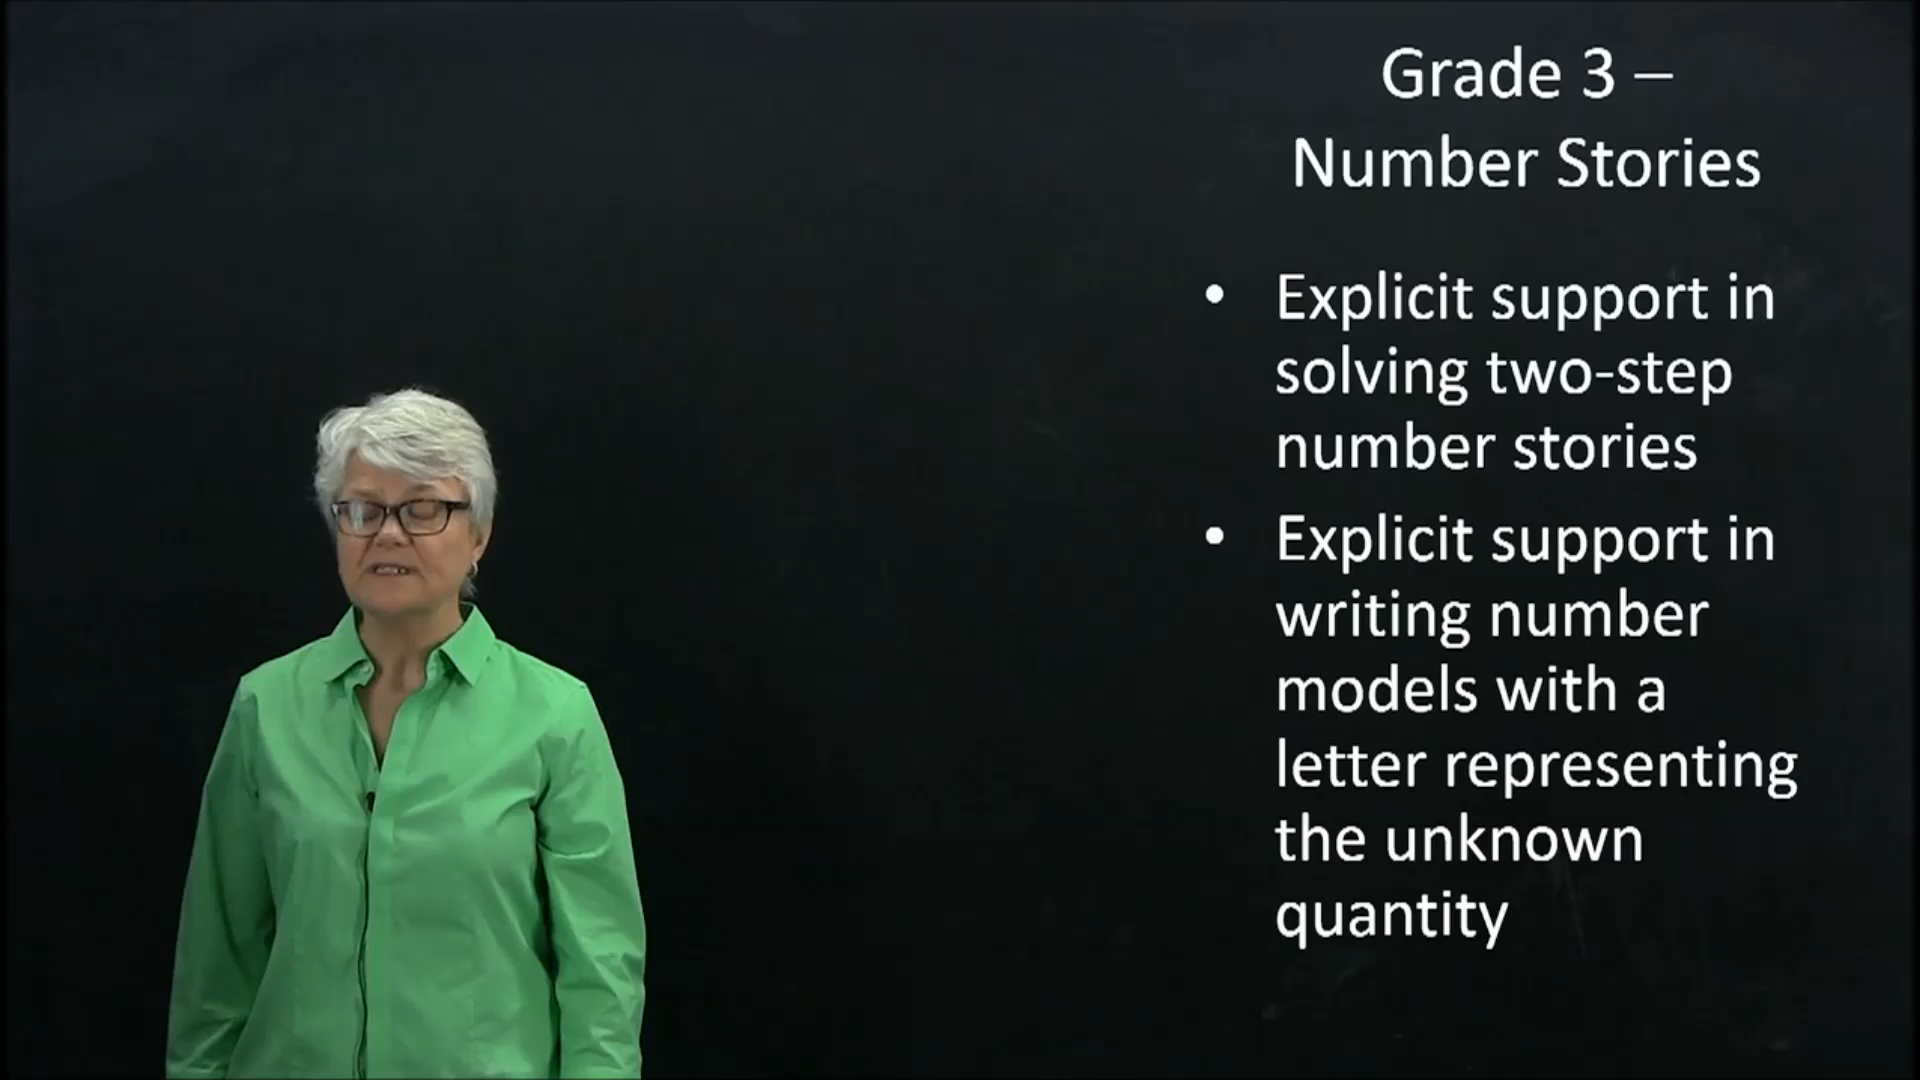 Grade 3 –
Number Stories
• Explicit support in
solving two-step
number stories
• Explicit support in
writing number
models with a
letter representing
the unknown
quantity